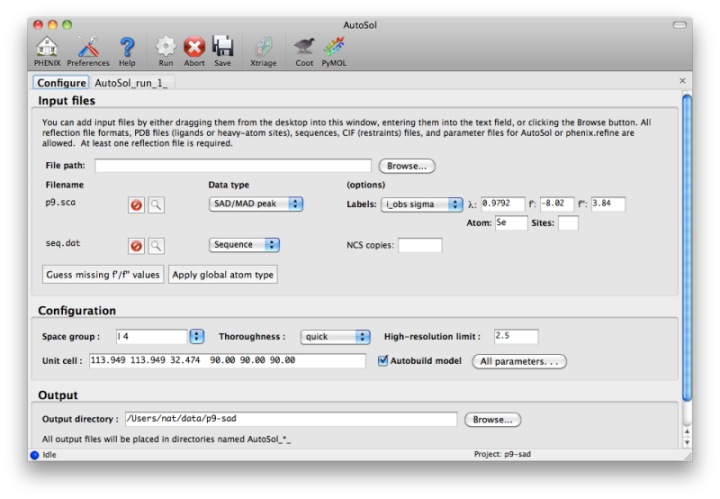 AutoSol
PHENIX Preferences Help Run Abort Save Xtriage Coot PyMOL
Configure AutoSol_run_1_
Input files
You can add input files by either dragging them from the desktop into this window, entering them into the text field, or clicking the Browse button. All
reflection file formats, PDB files (ligands or heavy-atom sites), sequences, CIF (restraints) files, and parameter files for AutoSol or phenix.refine are
allowed. At least one reflection file is required.
File path: Browse...
Filename Data type (options)
p9.sca SAD/MAD peak Labels: i_obs sigma λ: 0.9792 f': -8.02 f": 3.84
Atom: Se Sites:
seq.dat Sequence NCS copies:
Guess missing f'/f" values Apply global atom type
Configuration
Space group : I 4 Thoroughness : quick High-resolution limit : 2.5
Unit cell : 113.949 113.949 32.474 90.00 90.00 90.00 Autobuild model All parameters. . .
Output
Output directory : /Users/nat/data/p9-sad Browse...
All output files will be placed in directories named AutoSol_*_
Idle Project: p9-sad